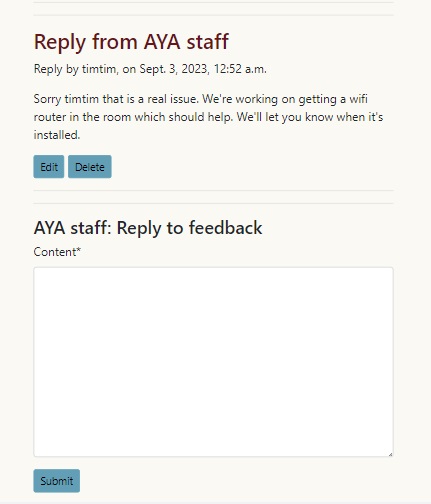 Reply from AYA staff
Reply by timtim, on Sept. 3, 2023, 12:52 a.m.
Sorry timtim that is a real issue. We're working on getting a wifi
router in the room which should help. We'll let you know when it's
installed.
Edit Delete
AYA staff: Reply to feedback
Content*
Submit